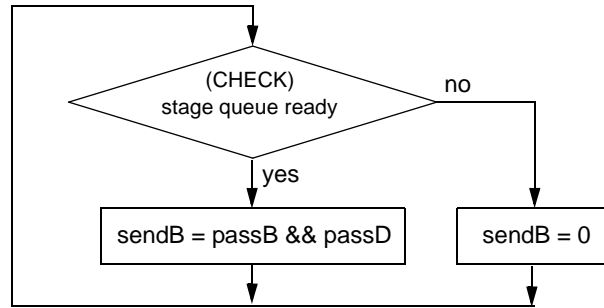 (CHECK)
stage queue ready
no
yes
sendB = passB && passD
sendB = 0